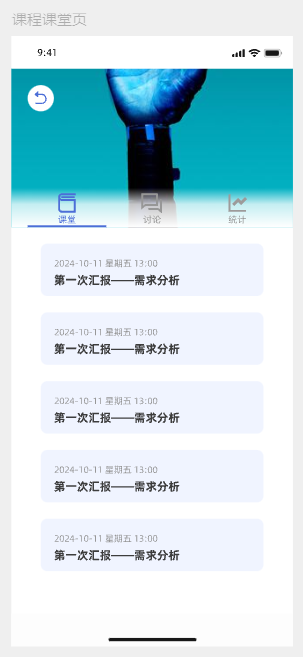 课程课堂页
9:41
课堂
讨论
统计
2024-10-11 星期五 13:00
第一次汇报——需求分析
2024-10-11 星期五 13:00
第一次汇报——需求分析
2024-10-11 星期五 13:00
第一次汇报——需求分析
2024-10-11 星期五 13:00
第一次汇报——需求分析
2024-10-11 星期五 13:00
第一次汇报——需求分析